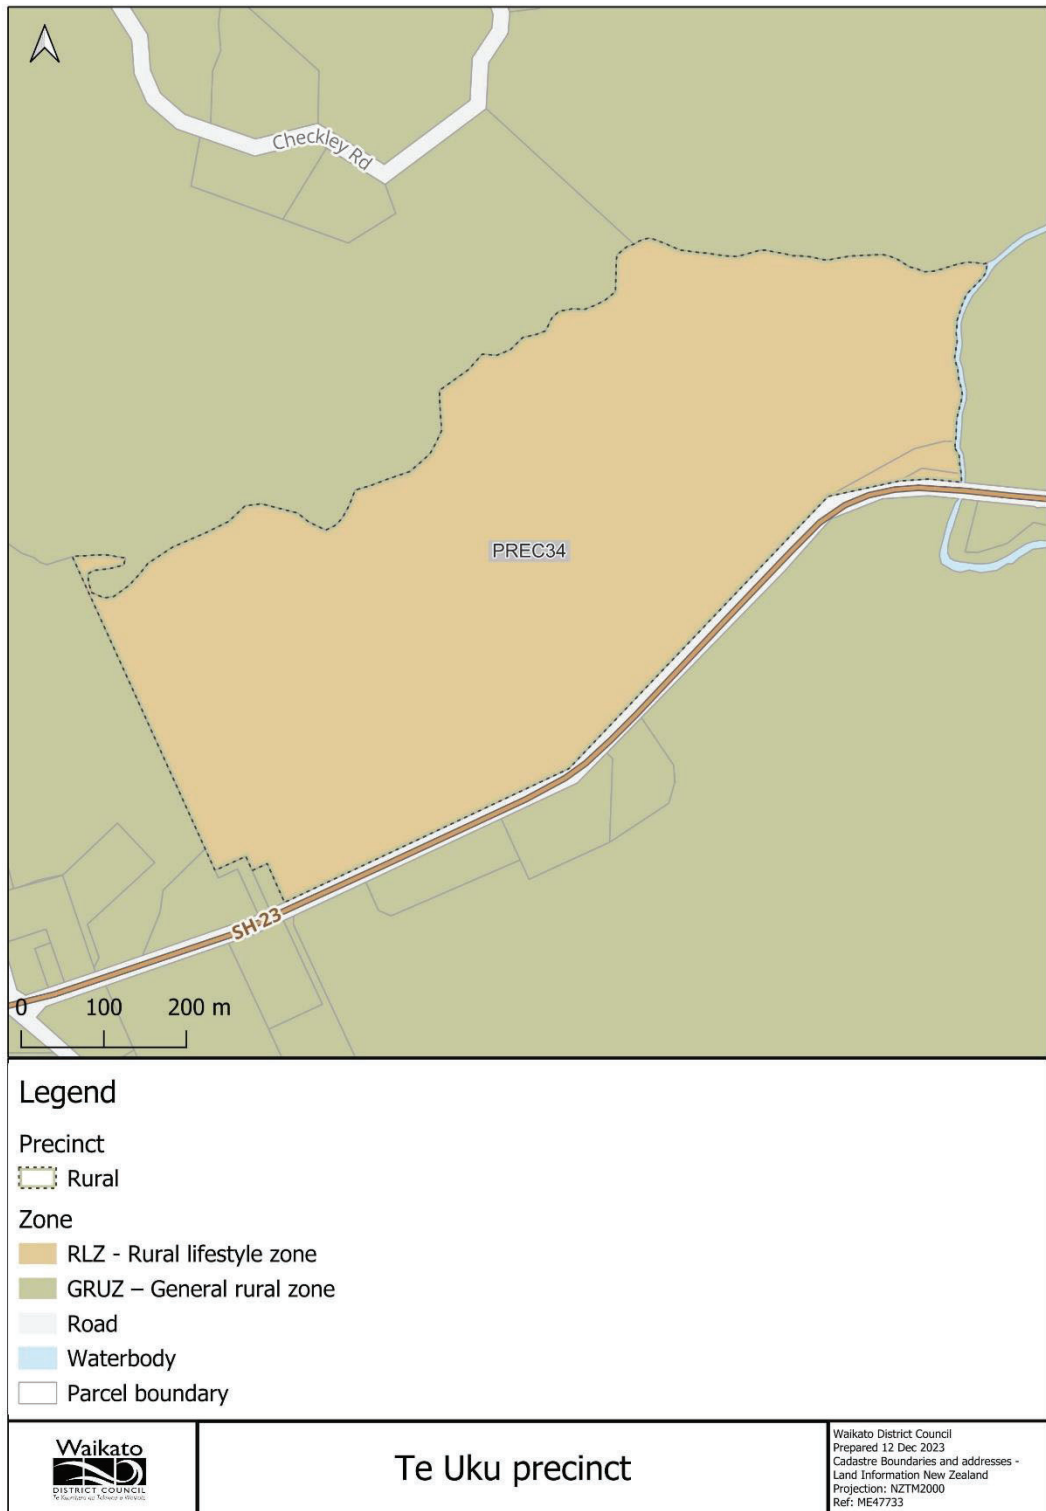 Checkley Rd
PREC34
SH 23
0 100 200 m
Legend
Precinct
Rural
Zone
RLZ - Rural lifestyle zone
GRUZ – General rural zone
Road
Waterbody
Parcel boundary
Waikato
DISTRICT COUNCIL
Te Uku precinct
Waikato District Council
Prepared 12 Dec 2023
Cadastre Boundaries and addresses -
Land Information New Zealand
Projection: NZTM2000
Ref: ME47733